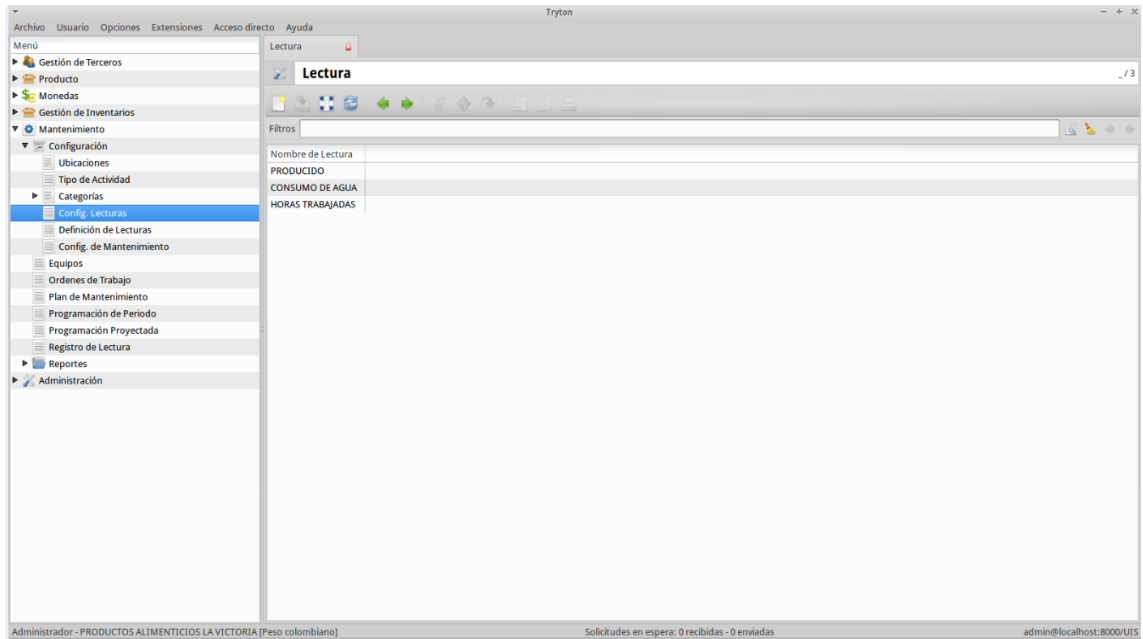 Tryton
Archivo Usuario Opciones Extensiones Acceso directo Ayuda
Menú
Gestión de Terceros
Producto
Monedas
Gestión de Inventarios
Mantenimiento
Configuración
Ubicaciones
Tipo de Actividad
Categorías
Config. Lecturas
Definición de Lecturas
Config. de Mantenimiento
Equipos
Ordenes de Trabajo
Plan de Mantenimiento
Programación de Periodo
Programación Proyectada
Registro de Lectura
Reportes
Administración
Lectura
Lectura _/3
Filtros
Nombre de Lectura
PRODUCIDO
CONSUMO DE AGUA
HORAS TRABAJADAS
Administrador - PRODUCTOS ALIMENTICIOS LA VICTORIA [Peso colombiano] Solicitudes en espera: 0 recibidas - 0 enviadas admin@localhost:8000/UIS